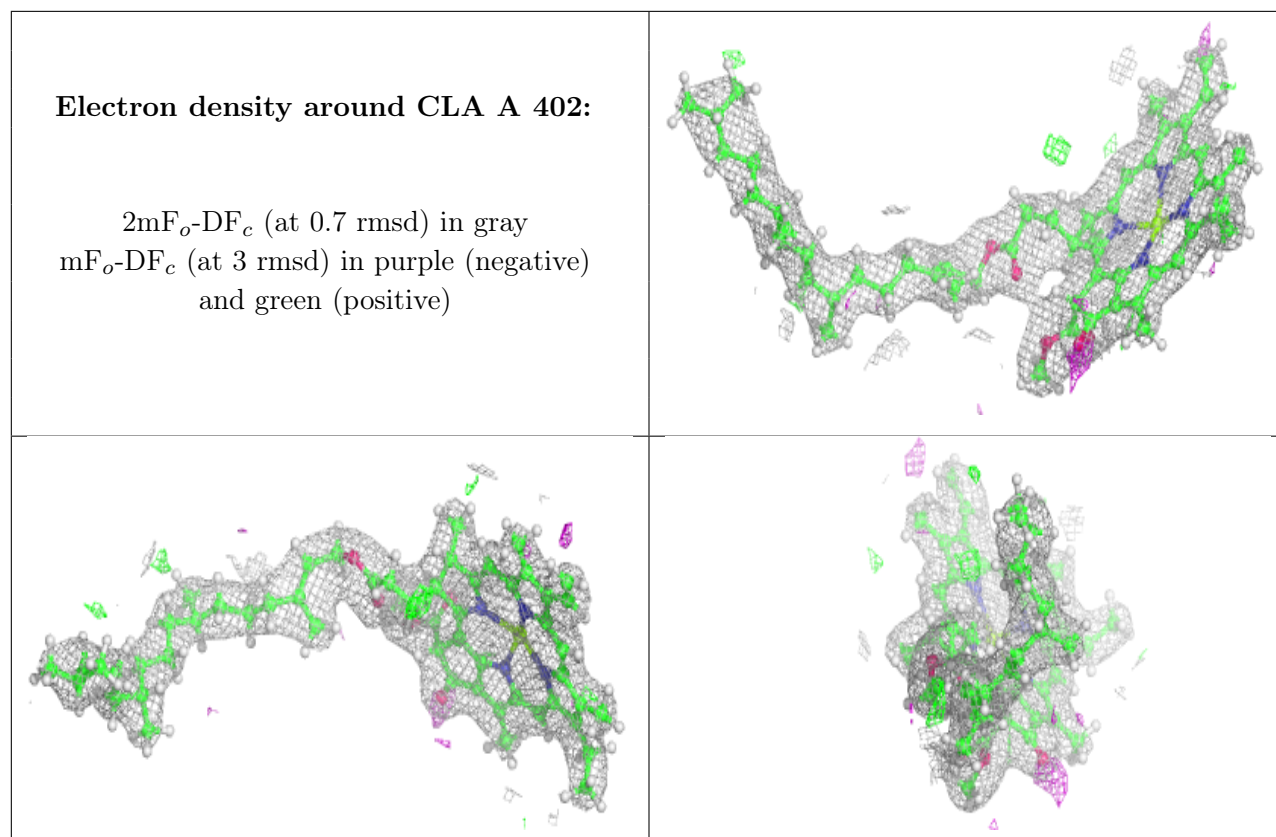 Electron density around CLA A 402:
2mFo-DFc (at 0.7 rmsd) in gray
mFo-DFc (at 3 rmsd) in purple (negative)
and green (positive)